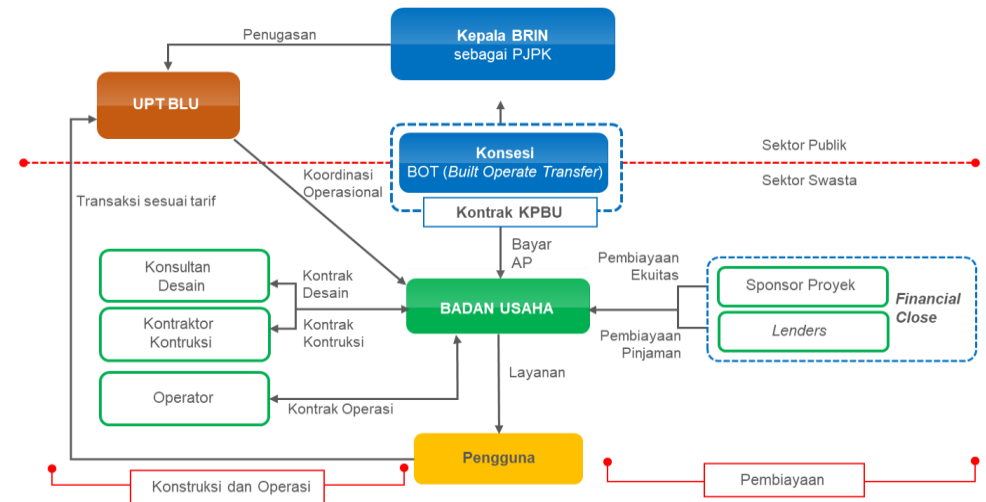 Penugasan
Kepala BRIN
sebagai PJPK
UPT BLU
Konsesi
BOT (Built Operate Transfer)
Kontrak KPBU
Sektor Publik
Sektor Swasta
Koordinasi
Operasional
Transaksi sesuai tarif
Bayar
AP
Konsultan
Desain
Kontrak
Desain
Kontraktor
Kontruksi
Kontrak
Kontruksi
BADAN USAHA
Pembiayaan
Ekuitas
Pembiayaan
Pinjaman
Sponsor Proyek
Lenders
Financial
Close
Operator
Kontrak Operasi
Layanan
Pengguna
Konstruksi dan Operasi
Pembiayaan